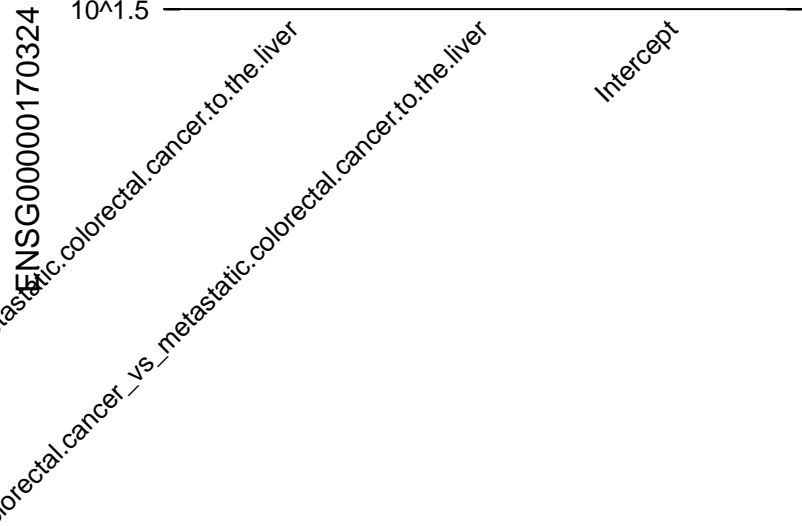 10^1.5
ENSG00000170324
metastatic.colorectal.cancer.to.the.liver
colorectal.cancer_vs_metastatic.colorectal.cancer.to.the.liver
Intercept